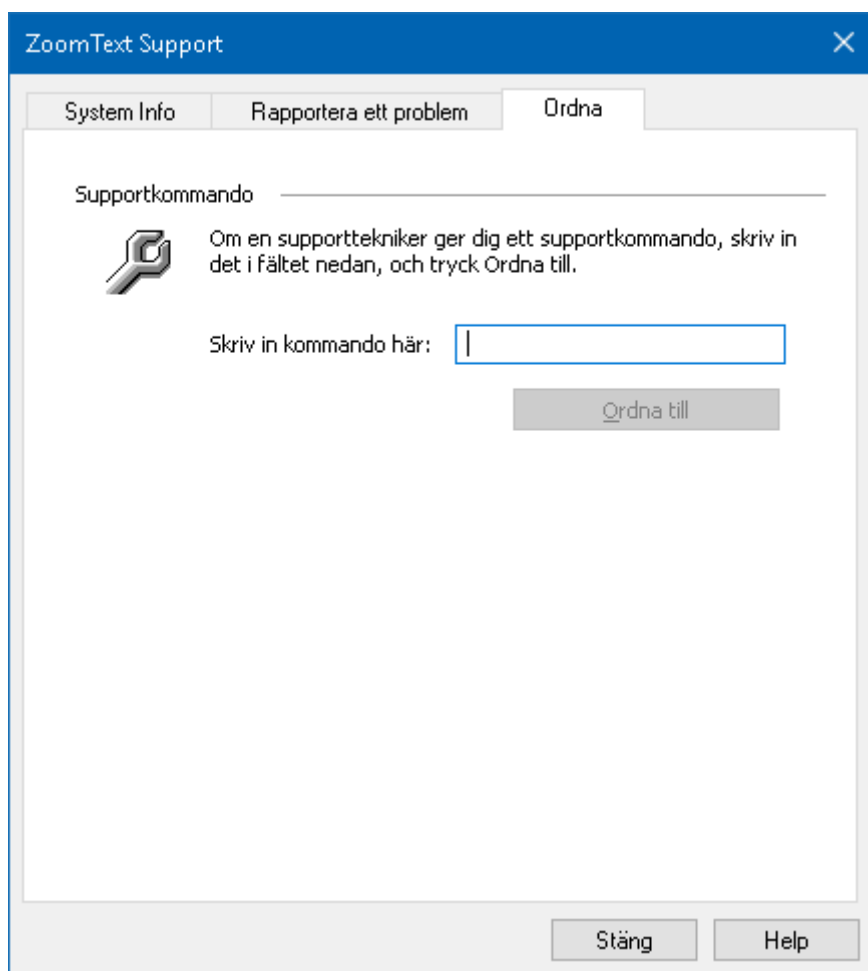 ZoomText Support
System Info
Rapportera ett problem
Ordna
Supportkommando
Om en supporttekniker ger dig ett supportkommando, skriv in
det i fältet nedan, och tryck Ordna till.
Skriv in kommando här:
Ordna till
Stäng
Help